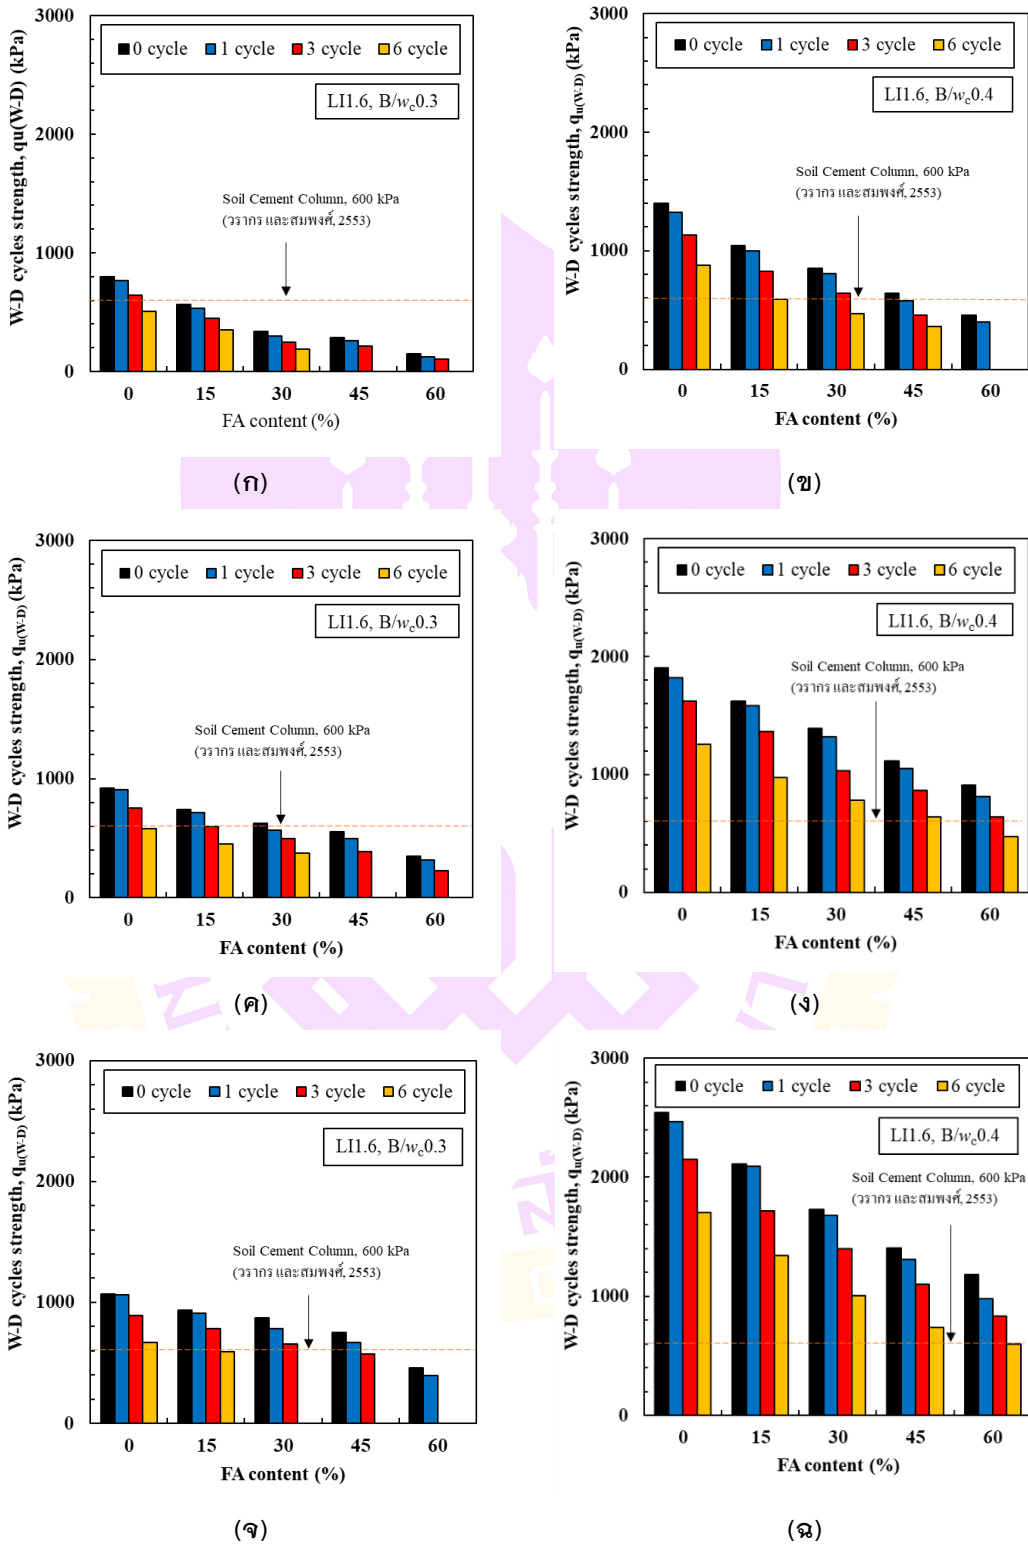 W-D cycles strength, qu(W-D) (kPa)
3000
2000
1000
0
0 cycle 1 cycle 3 cycle 6 cycle
LI1.6, B/wc0.3
Soil Cement Column, 600 kPa
(วรากร และสมพงศ์, 2553)
0 15 30 45 60
FA content (%)
(ก)
W-D cycles strength, qu(W-D) (kPa)
3000
2000
1000
0
0 cycle 1 cycle 3 cycle 6 cycle
LI1.6, B/wc0.4
Soil Cement Column, 600 kPa
(วรากร และสมพงศ์, 2553)
0 15 30 45 60
FA content (%)
(ข)
W-D cycles strength, qu(W-D) (kPa)
3000
2000
1000
0
0 cycle 1 cycle 3 cycle 6 cycle
LI1.6, B/wc0.3
Soil Cement Column, 600 kPa
(วรากร และสมพงศ์, 2553)
0 15 30 45 60
FA content (%)
(ค)
W-D cycles strength, qu(W-D) (kPa)
3000
2000
1000
0
0 cycle 1 cycle 3 cycle 6 cycle
LI1.6, B/wc0.4
Soil Cement Column, 600 kPa
(วรากร และสมพงศ์, 2553)
0 15 30 45 60
FA content (%)
(ง)
W-D cycles strength, qu(W-D) (kPa)
3000
2000
1000
0
0 cycle 1 cycle 3 cycle 6 cycle
LI1.6, B/wc0.3
Soil Cement Column, 600 kPa
(วรากร และสมพงศ์, 2553)
0 15 30 45 60
FA content (%)
(จ)
W-D cycles strength, qu(W-D) (kPa)
3000
2000
1000
0
0 cycle 1 cycle 3 cycle 6 cycle
LI1.6, B/wc0.4
Soil Cement Column, 600 kPa
(วรากร และสมพงศ์, 2553)
0 15 30 45 60
FA content (%)
(ฉ)